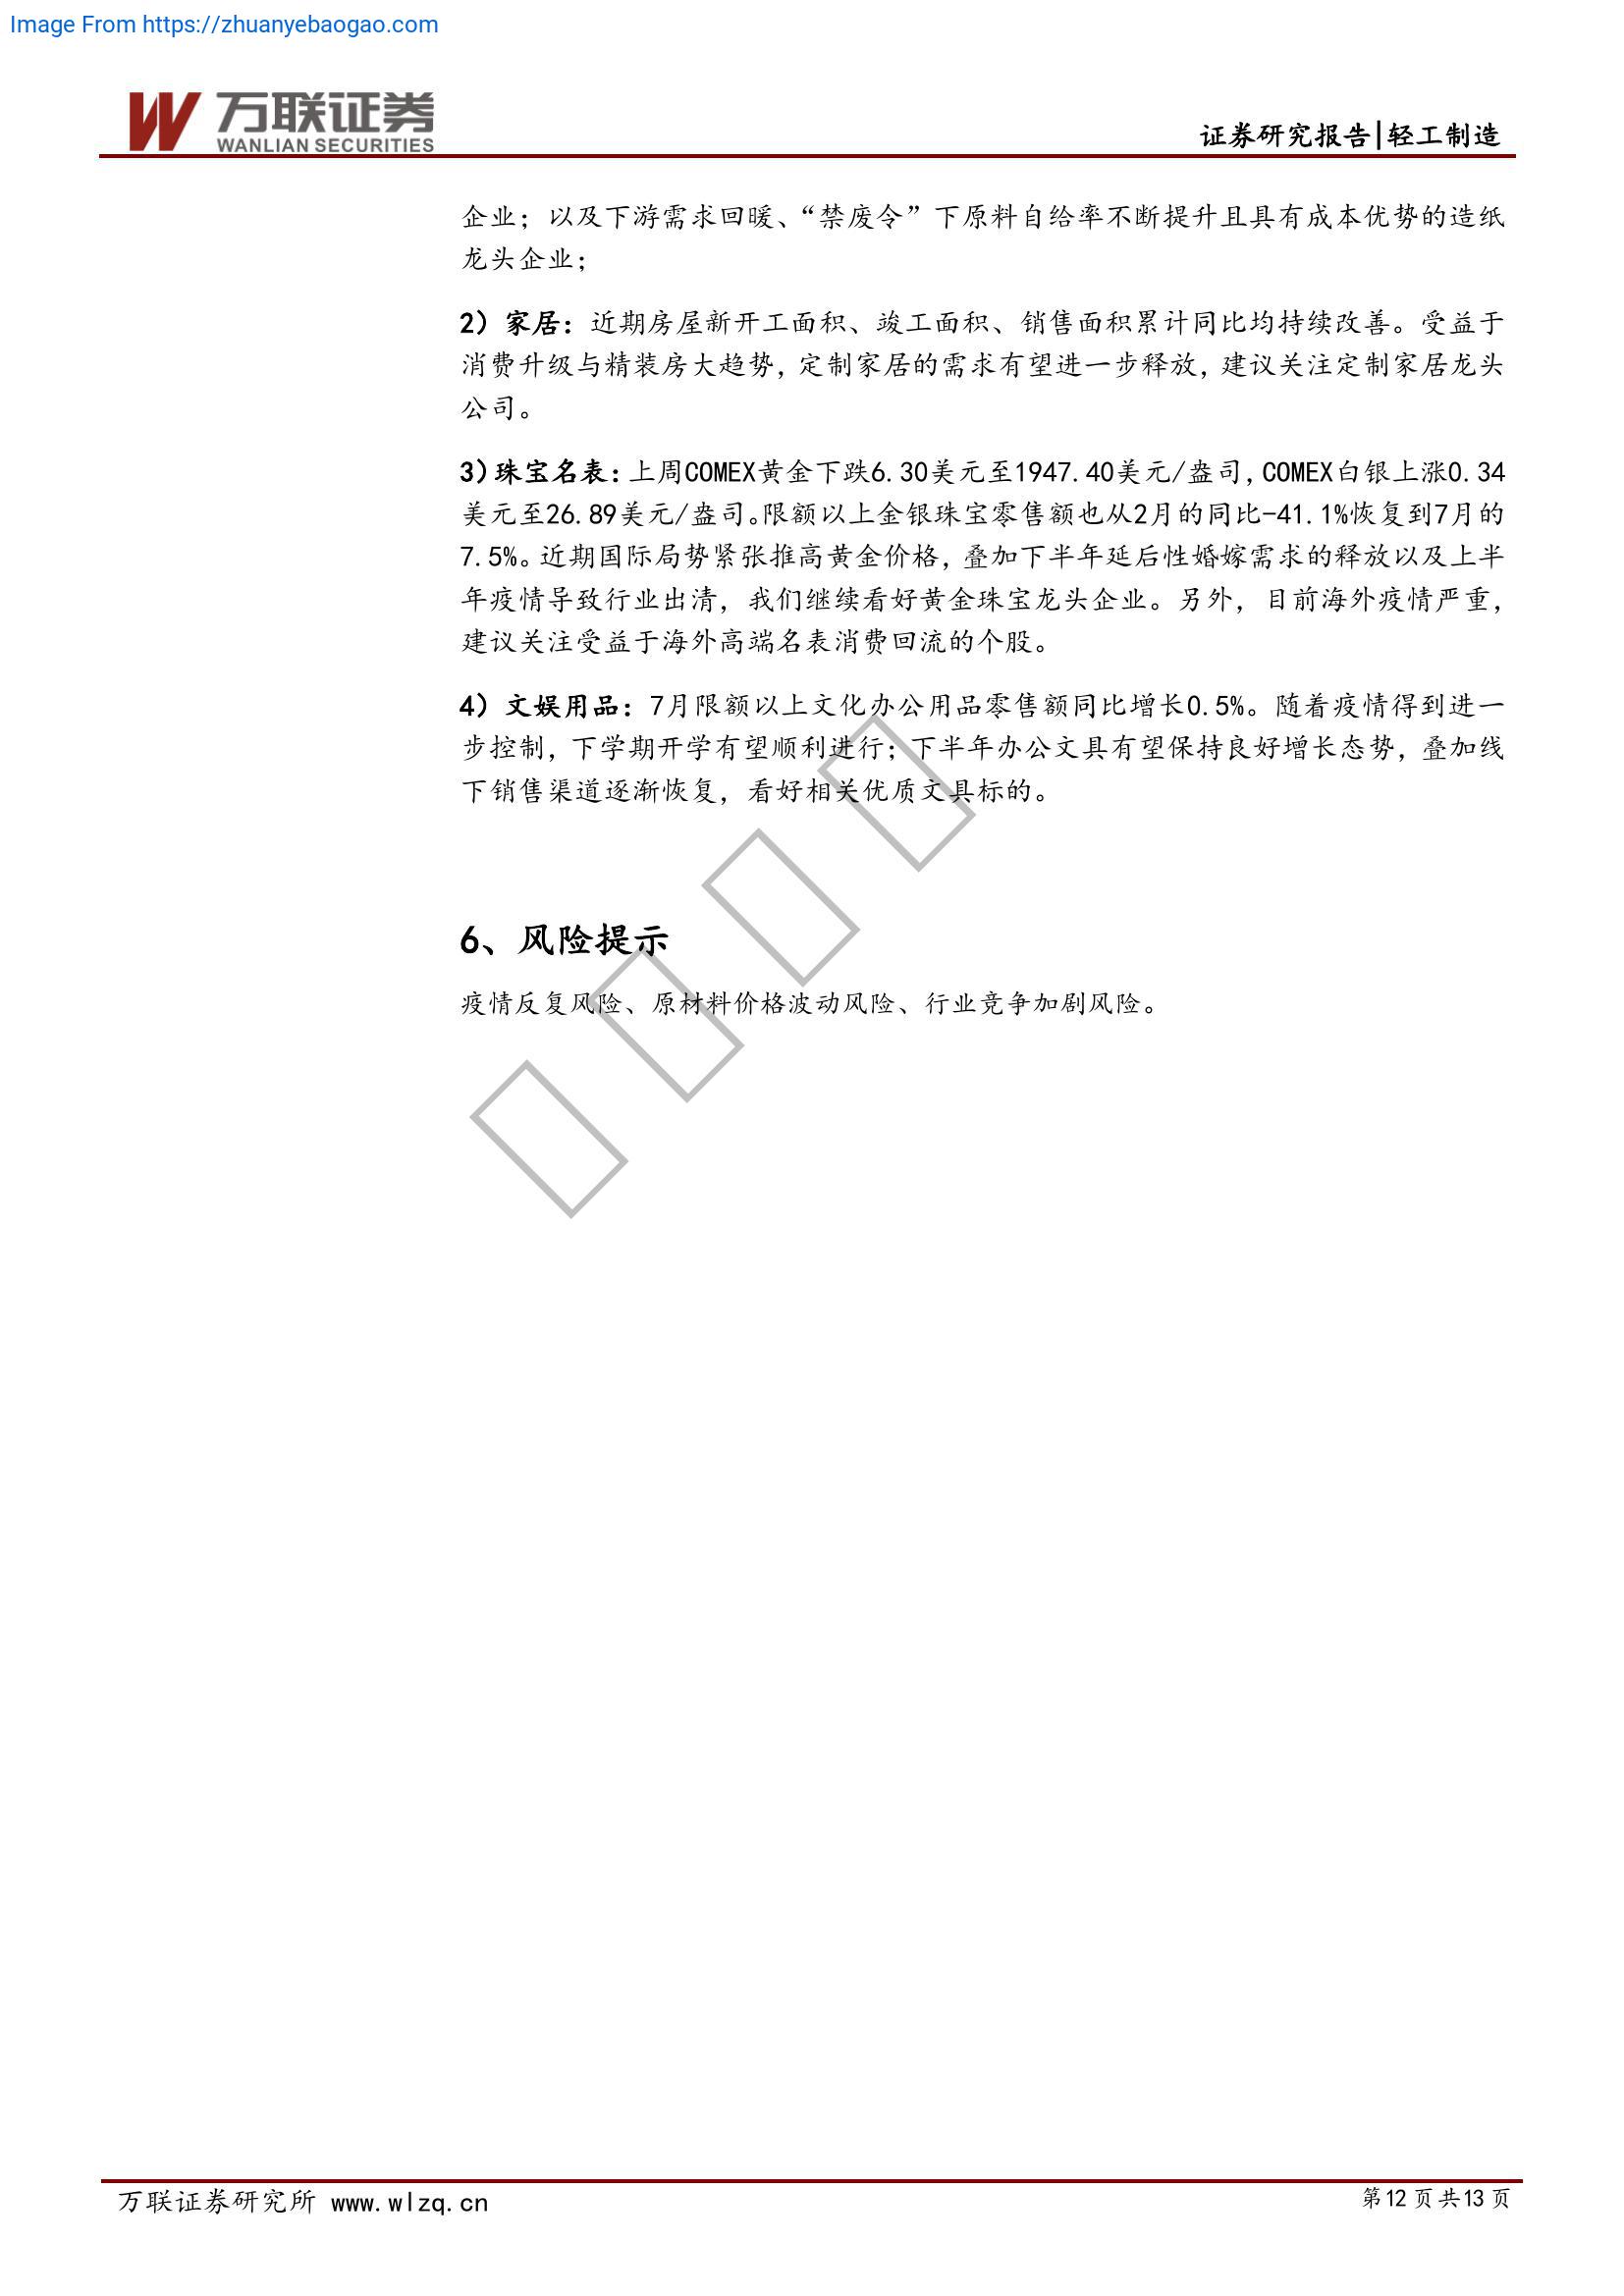 Image From https://zhuanyebaogao.com
万联证券
WANLIAN SECURITIES
证券研究报告|轻工制造
企业；以及下游需求回暖、“禁废令”下原料自给率不断提升且具有成本优势的造纸
龙头企业；
2）家居：近期房屋新开工面积、竣工面积、销售面积累计同比均持续改善。受益于
消费升级与精装房大趋势，定制家居的需求有望进一步释放，建议关注定制家居龙头
公司。
3）珠宝名表：上周COMEX黄金下跌6.30美元至1947.40美元/盎司，COMEX白银上涨0.34
美元至26.89美元/盎司。限额以上金银珠宝零售额也从2月的同比-41.1%恢复到7月的
7.5%。近期国际局势紧张推高黄金价格，叠加下半年延后性婚嫁需求的释放以及上半
年疫情导致行业出清，我们继续看好黄金珠宝龙头企业。另外，目前海外疫情严重，
建议关注受益于海外高端名表消费回流的个股。
4）文娱用品：7月限额以上文化办公用品零售额同比增长0.5%。随着疫情得到进一
步控制，下学期开学有望顺利进行；下半年办公文具有望保持良好增长态势，叠加线
下销售渠道逐渐恢复，看好相关优质文具标的。
6、风险提示
疫情反复风险、原材料价格波动风险、行业竞争加剧风险。
万联证券研究所 www.wlzq.cn
第12页共13页